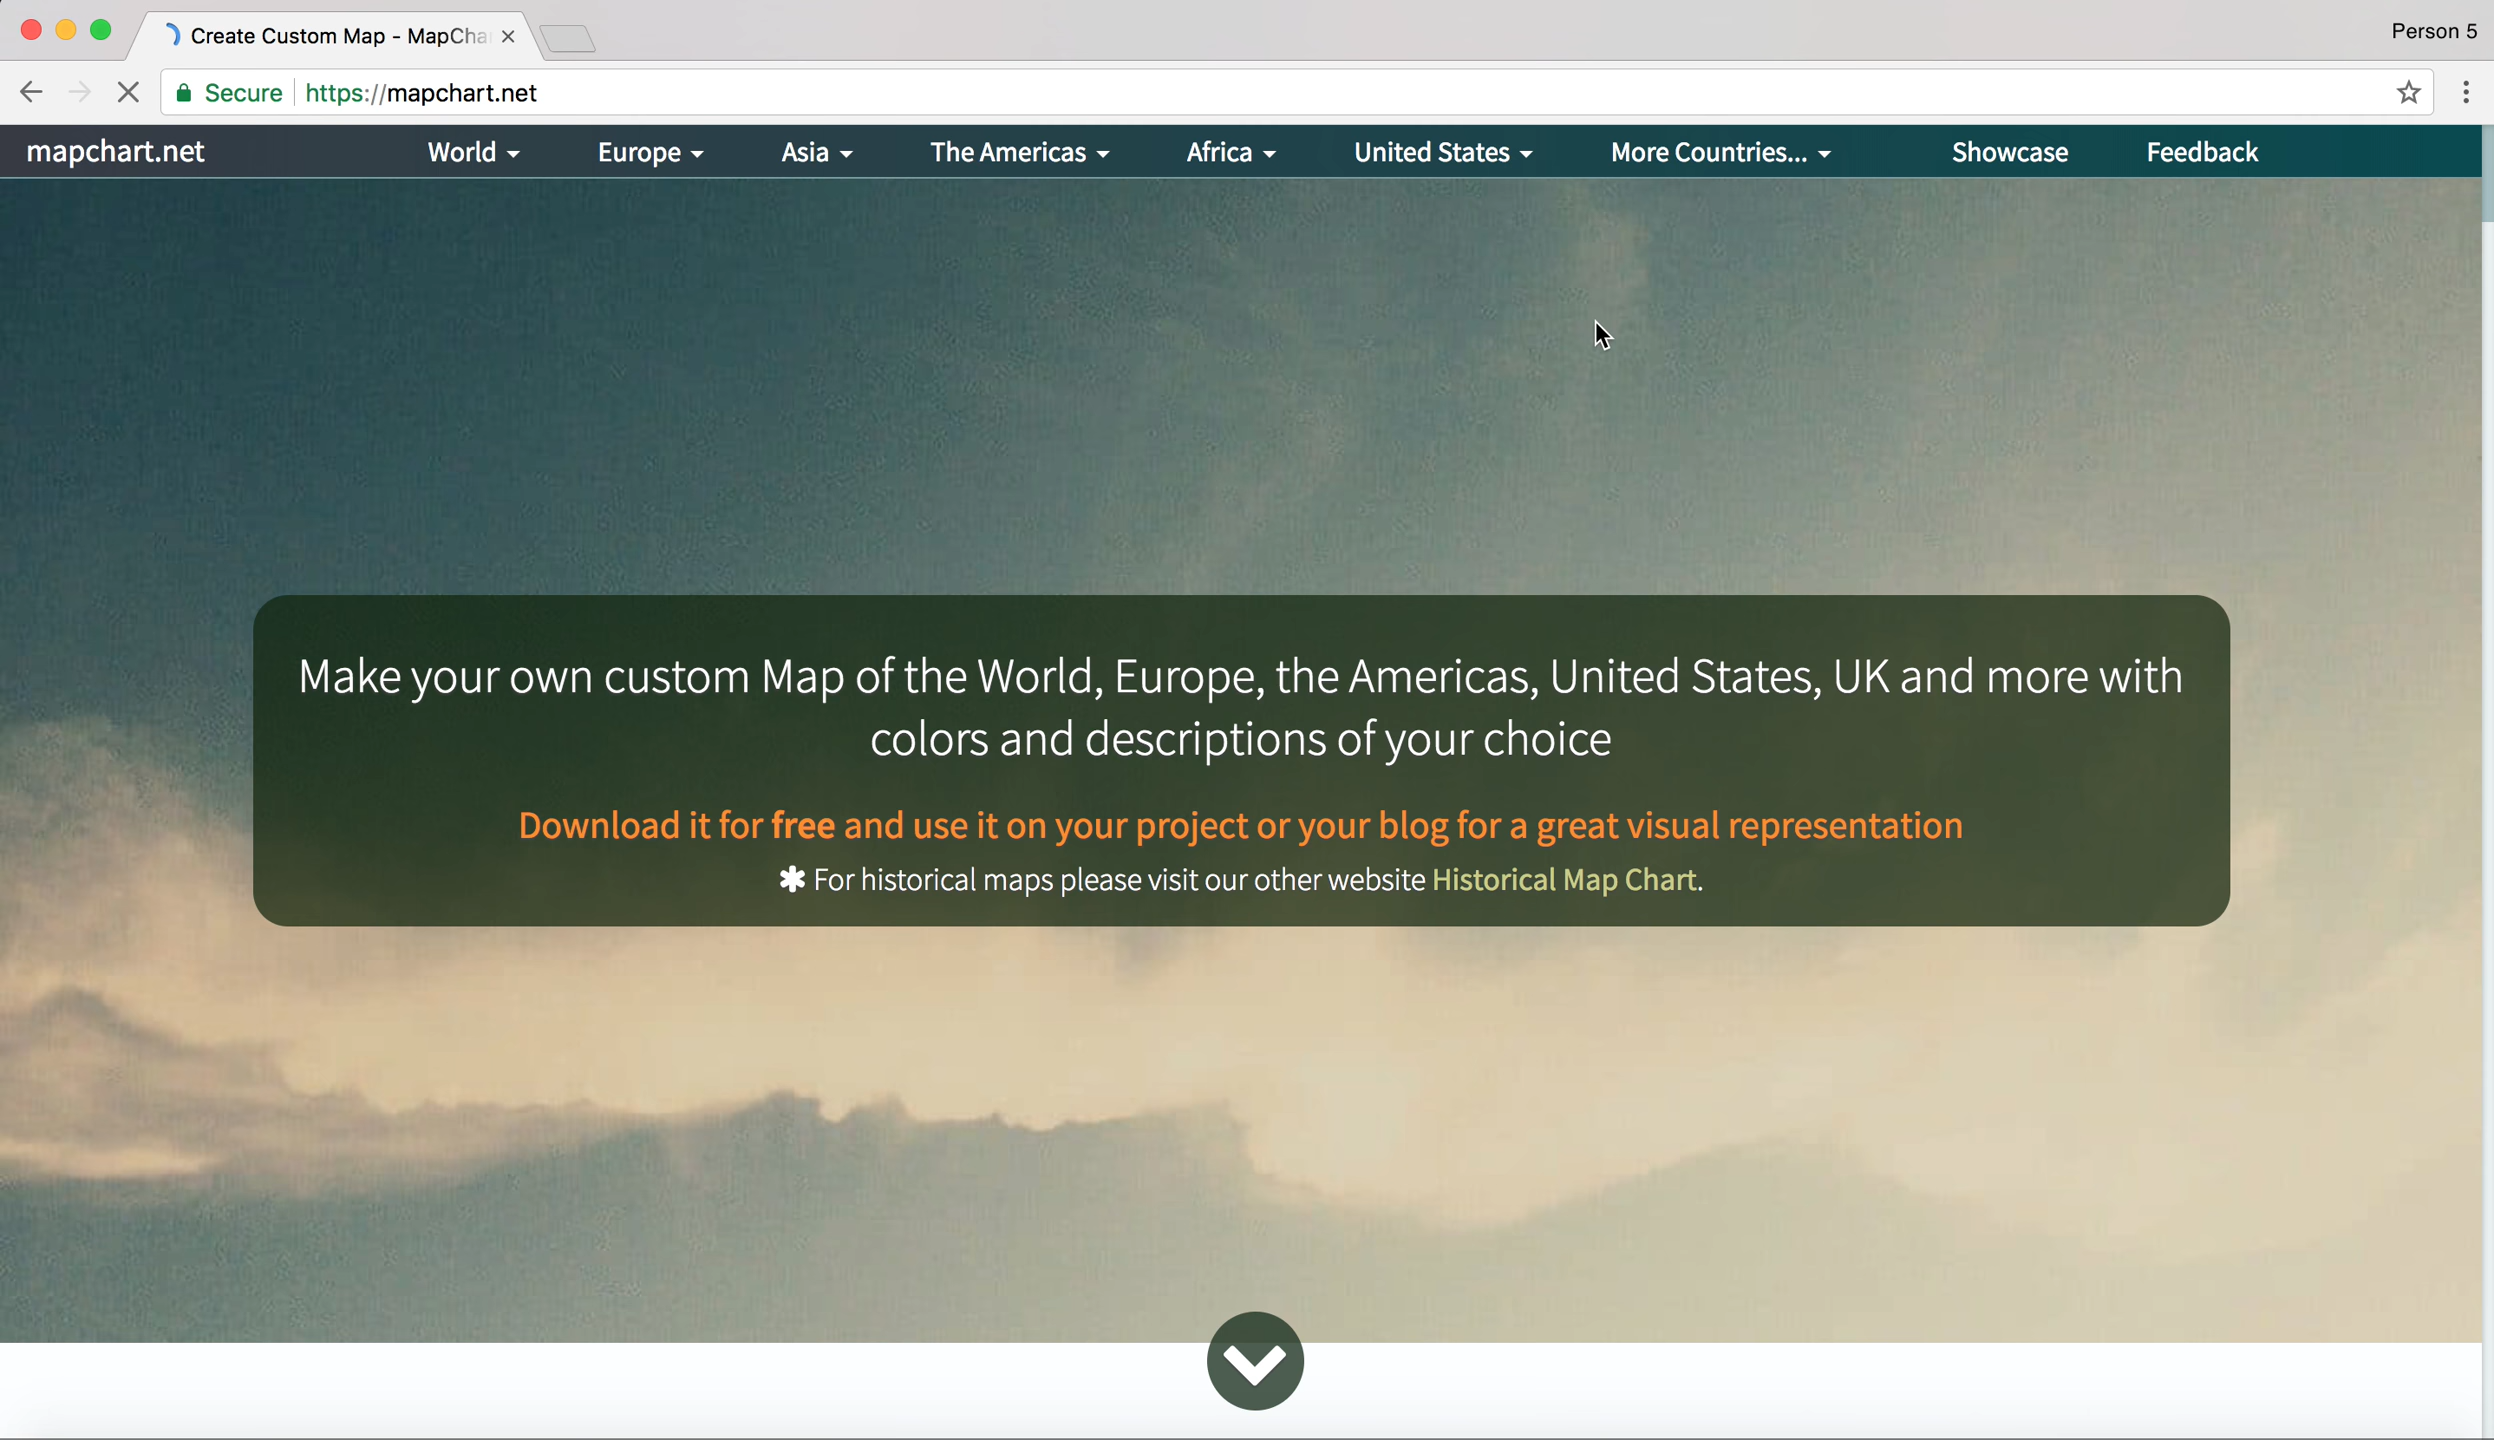 Create Custom Map - MapCha
Person 5
Secure https://mapchart.net
mapchart.net World Europe Asia The Americas Africa United States More Countries... Showcase Feedback
Make your own custom Map of the World, Europe, the Americas, United States, UK and more with
colors and descriptions of your choice
Download it for free and use it on your project or your blog for a great visual representation
✱ For historical maps please visit our other website Historical Map Chart.